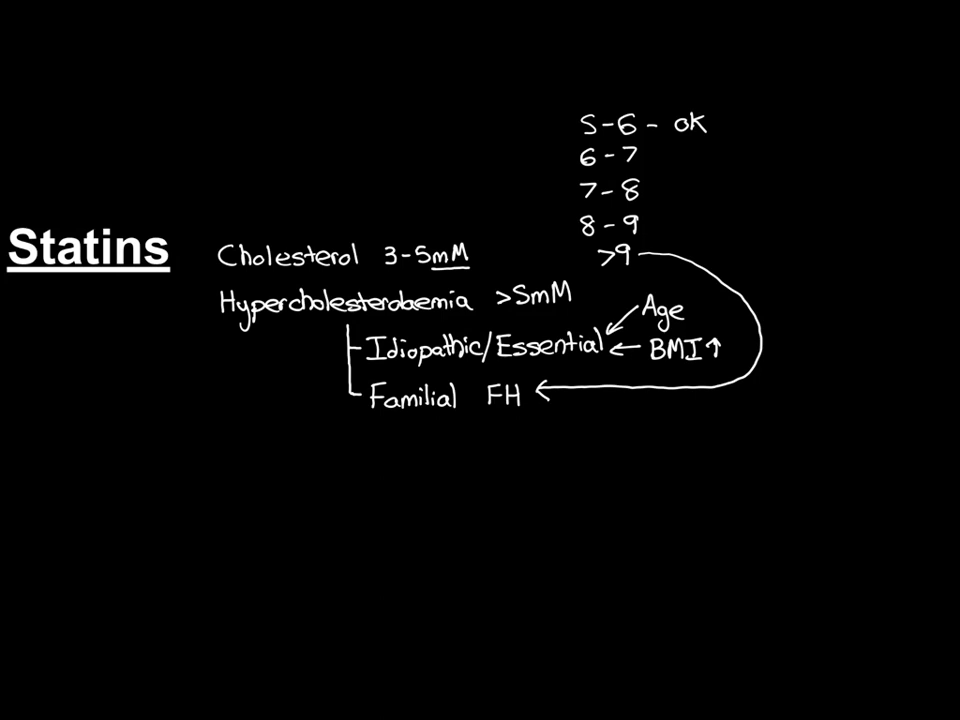 5-6 - OK
6-7
7-8
8-9
>9
Statins
Cholesterol 3-5mM
Hypercholesterolaemia >5mM
Age
Idiopathic/Essential
BMI↑
Familial FH